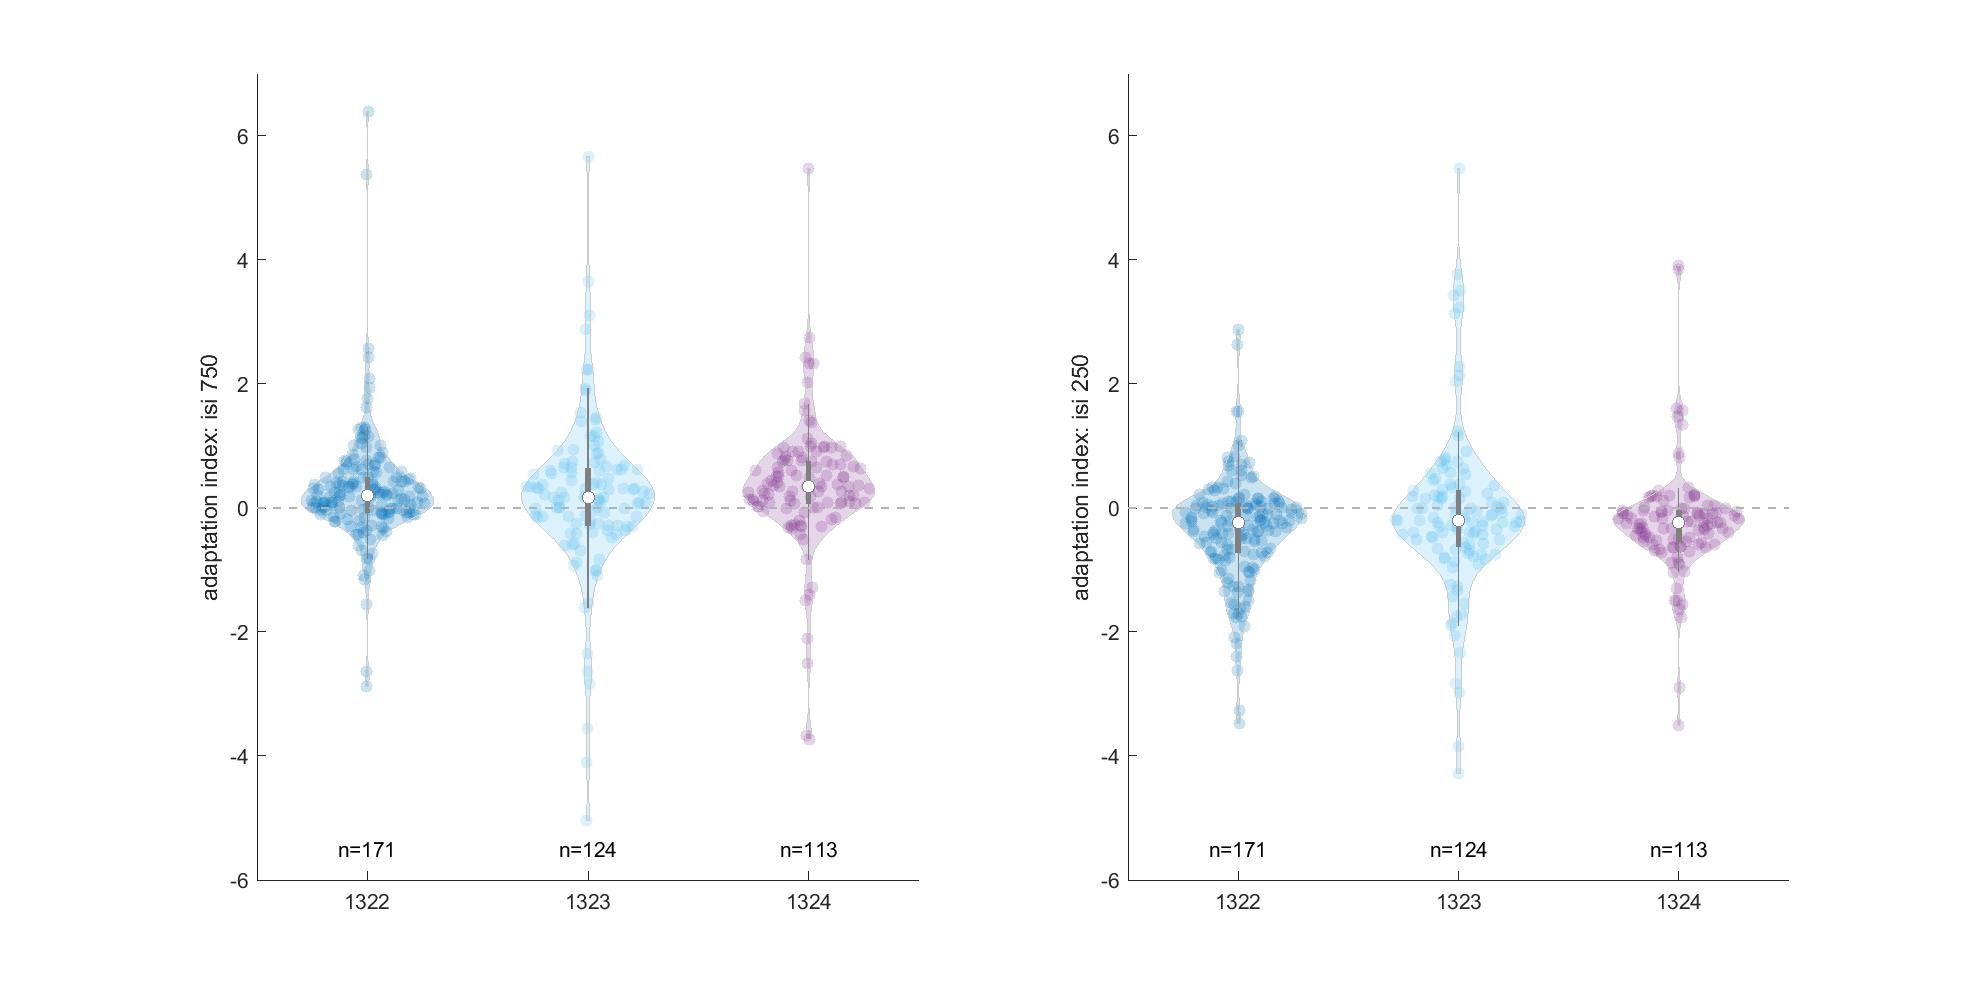 adaptation index: isi 750
6
4
2
0
-2
-4
-6
n=171 n=124 n=113
1322 1323 1324
adaptation index: isi 250
6
4
2
0
-2
-4
-6
n=171 n=124 n=113
1322 1323 1324